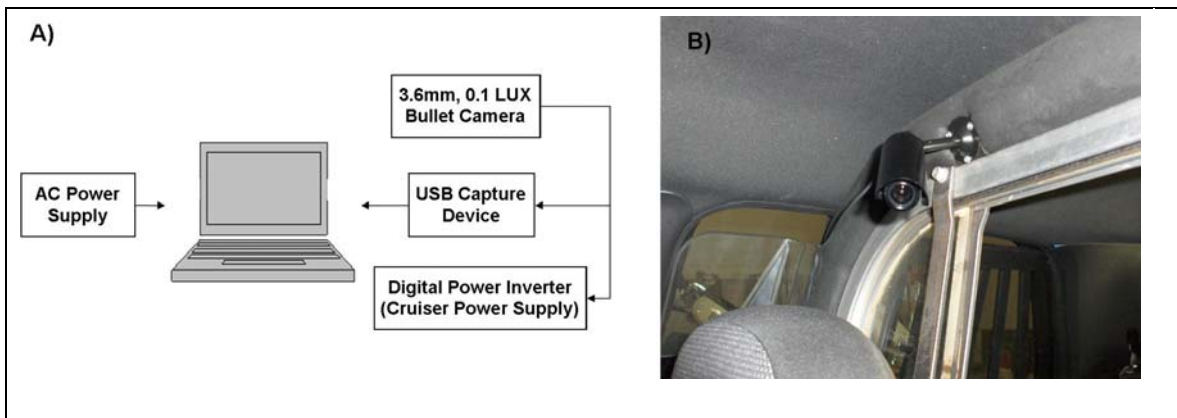 A)
3.6mm, 0.1 LUX
Bullet Camera
AC Power
Supply
USB Capture
Device
Digital Power Inverter
(Cruiser Power Supply)
B)